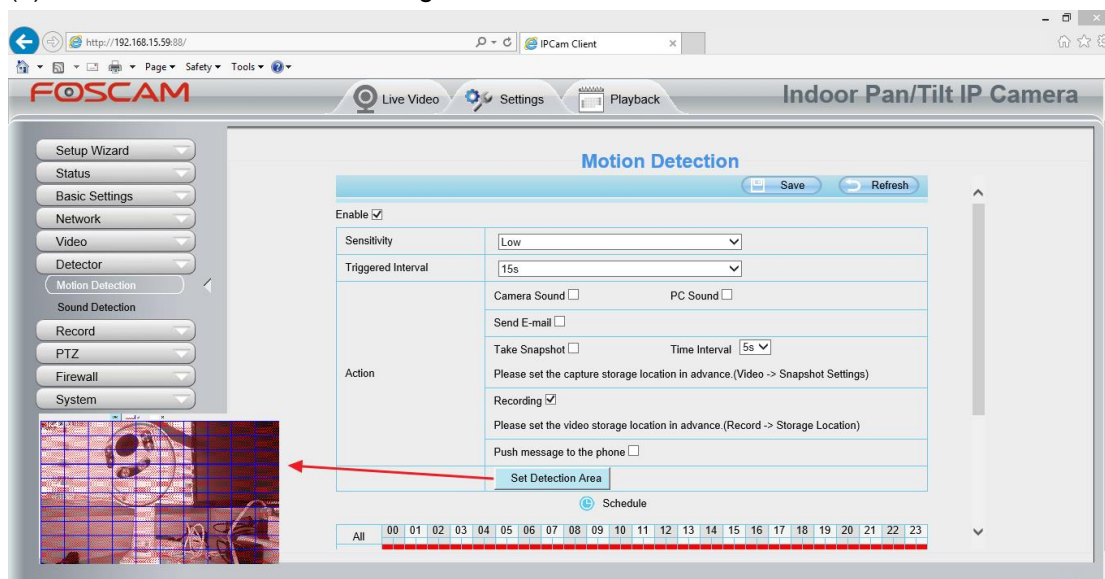 http://192.168.15.59:88/
IPCam Client
Page Safety Tools
FOSCAM
Live Video Settings Playback
Indoor Pan/Tilt IP Camera
Setup Wizard
Status
Basic Settings
Network
Video
Detector
Motion Detection
Sound Detection
Record
PTZ
Firewall
System
Motion Detection
Save Refresh
Enable
Sensitivity Low
Triggered Interval 15s
Action
Camera Sound PC Sound
Send E-mail
Take Snapshot Time Interval 5s
Please set the capture storage location in advance.(Video -> Snapshot Settings)
Recording
Please set the video storage location in advance.(Record -> Storage Location)
Push message to the phone
Set Detection Area
Schedule
All 00 01 02 03 04 05 06 07 08 09 10 11 12 13 14 15 16 17 18 19 20 21 22 23